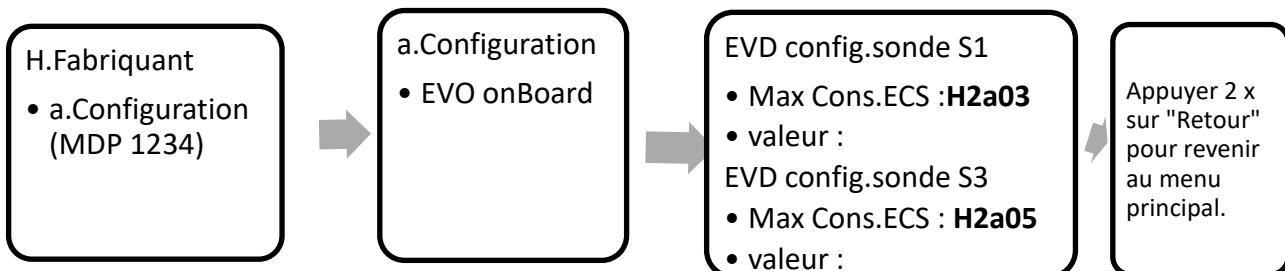 H.Fabriquant
• a.Configuration
(MDP 1234)
a.Configuration
• EVO onBoard
EVD config.sonde S1
• Max Cons.ECS :H2a03
• valeur :
EVD config.sonde S3
• Max Cons.ECS : H2a05
• valeur :
Appuyer 2 x
sur "Retour"
pour revenir
au menu
principal.